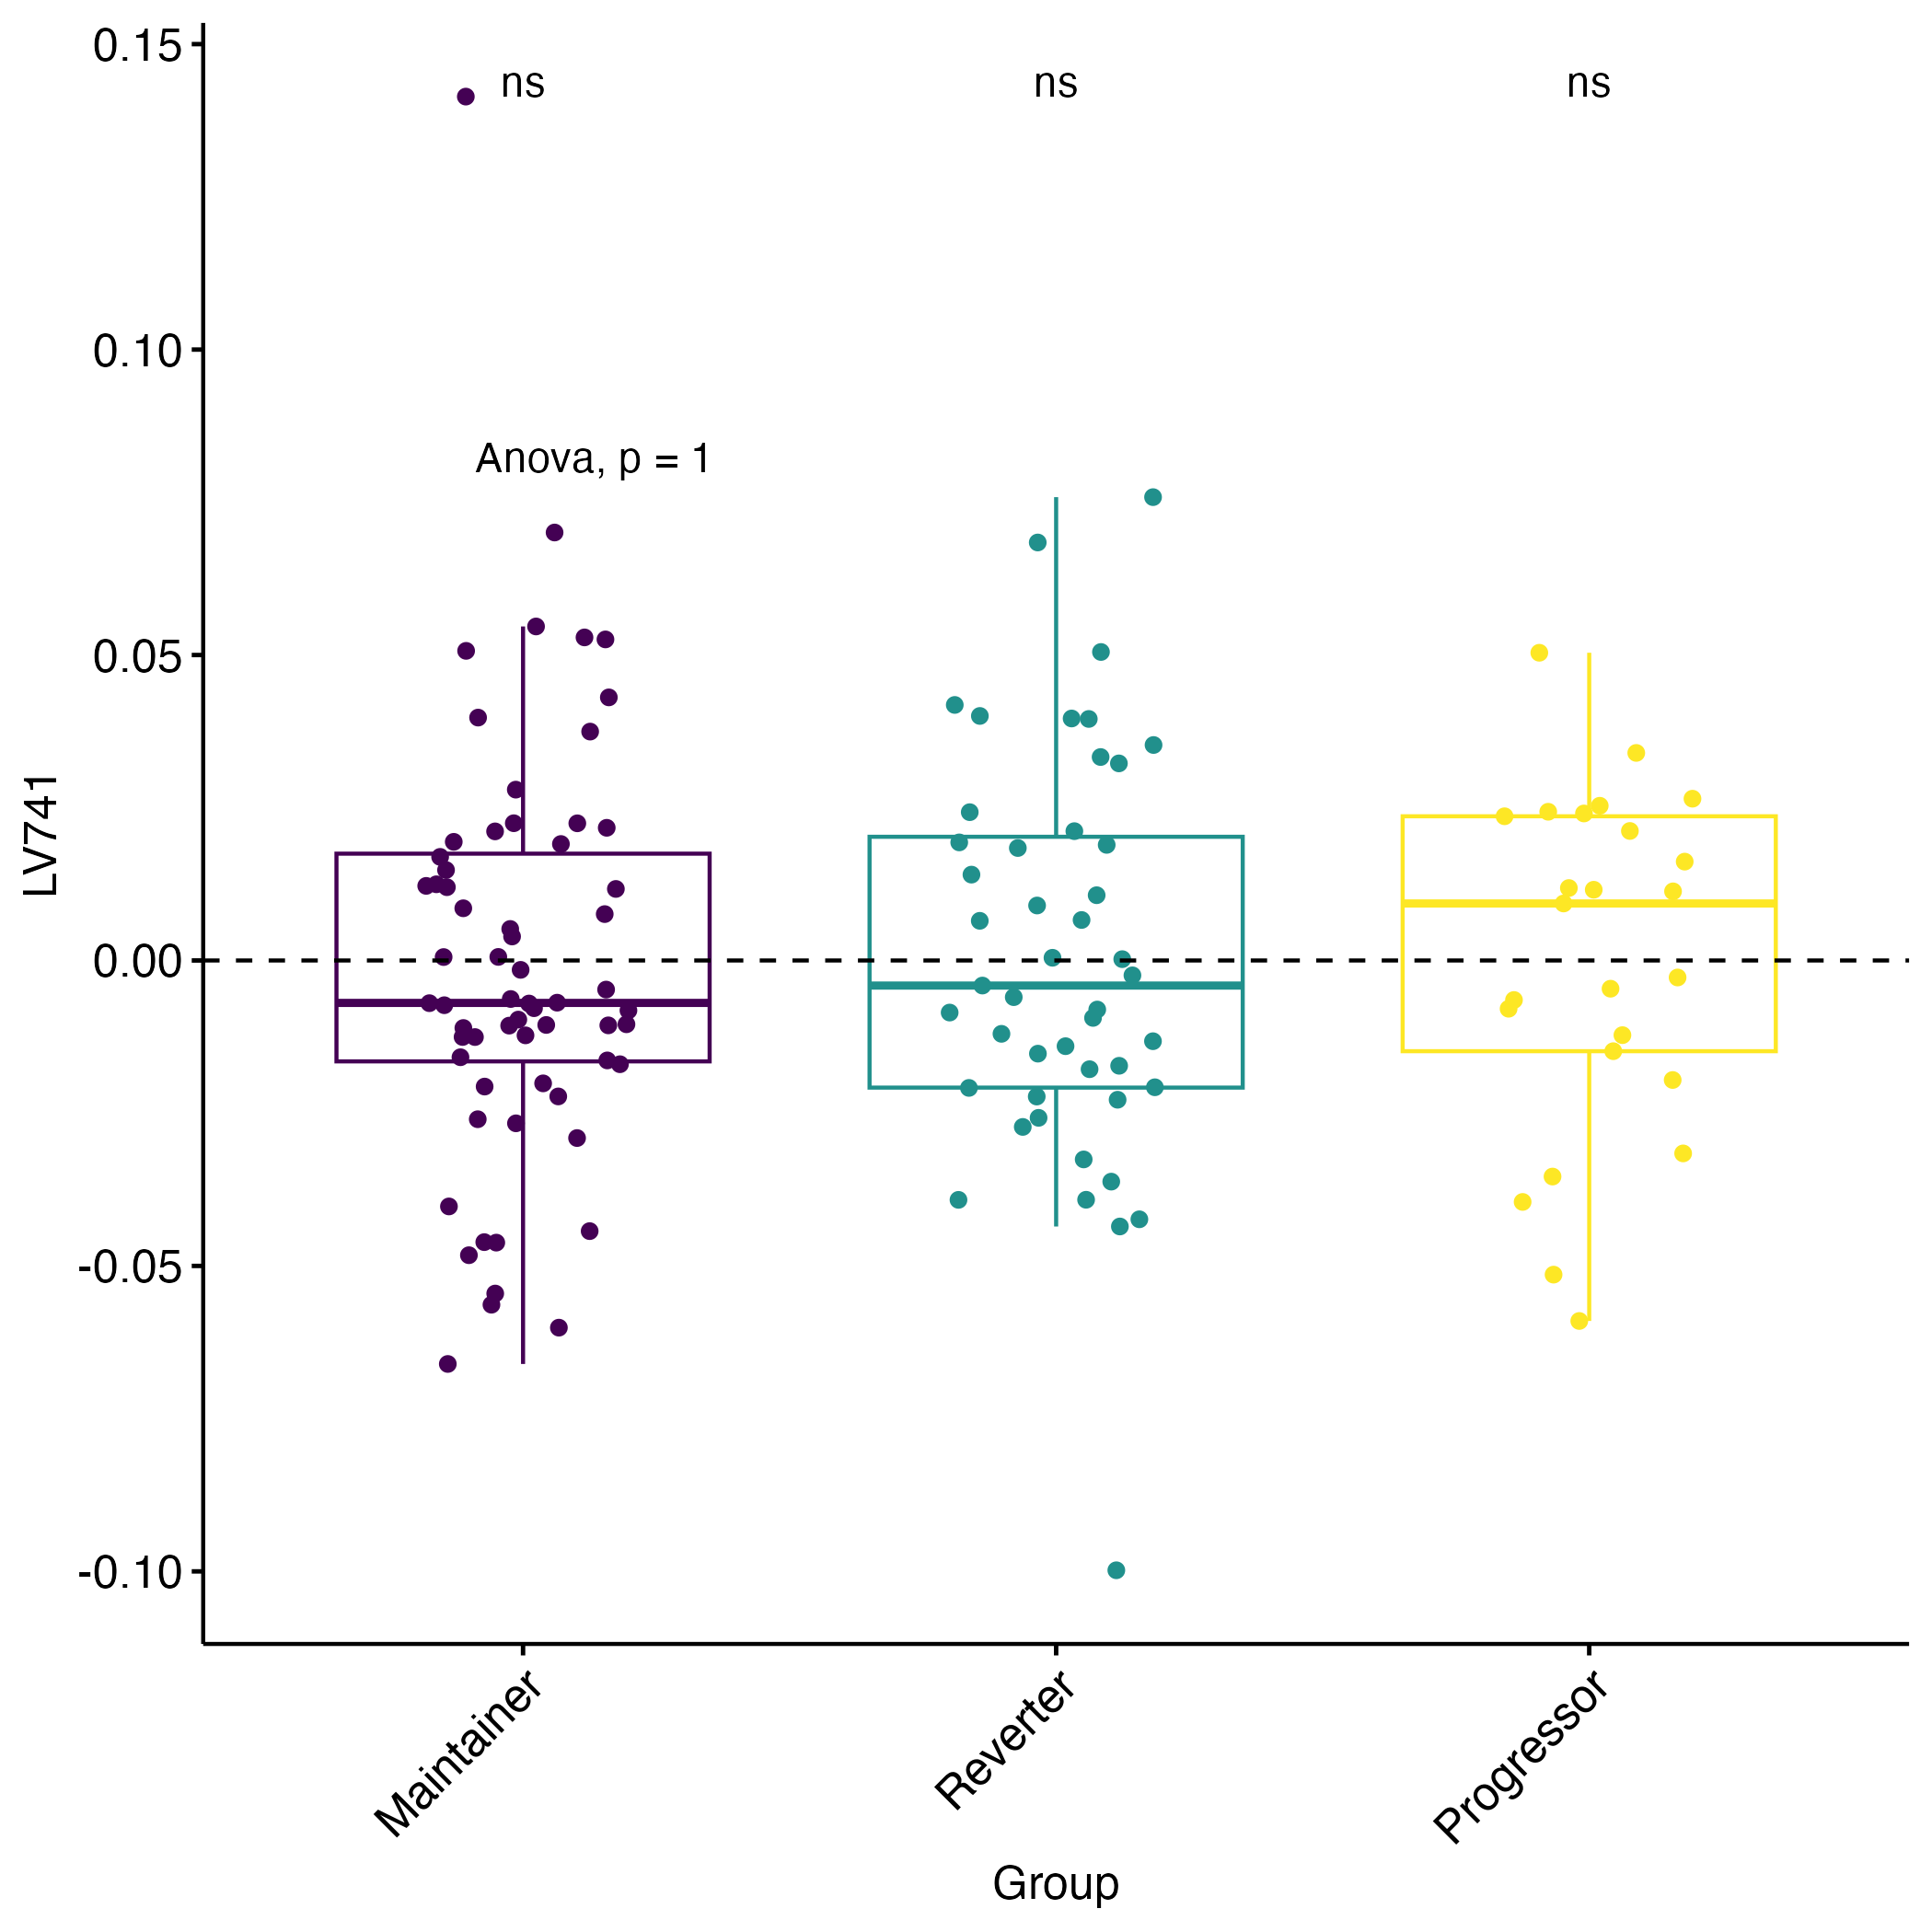 0.15
ns ns ns
0.10
Anova, p = 1
0.05
LV741
0.00
-0.05
-0.10
Maintainer Reverter Progressor
Group